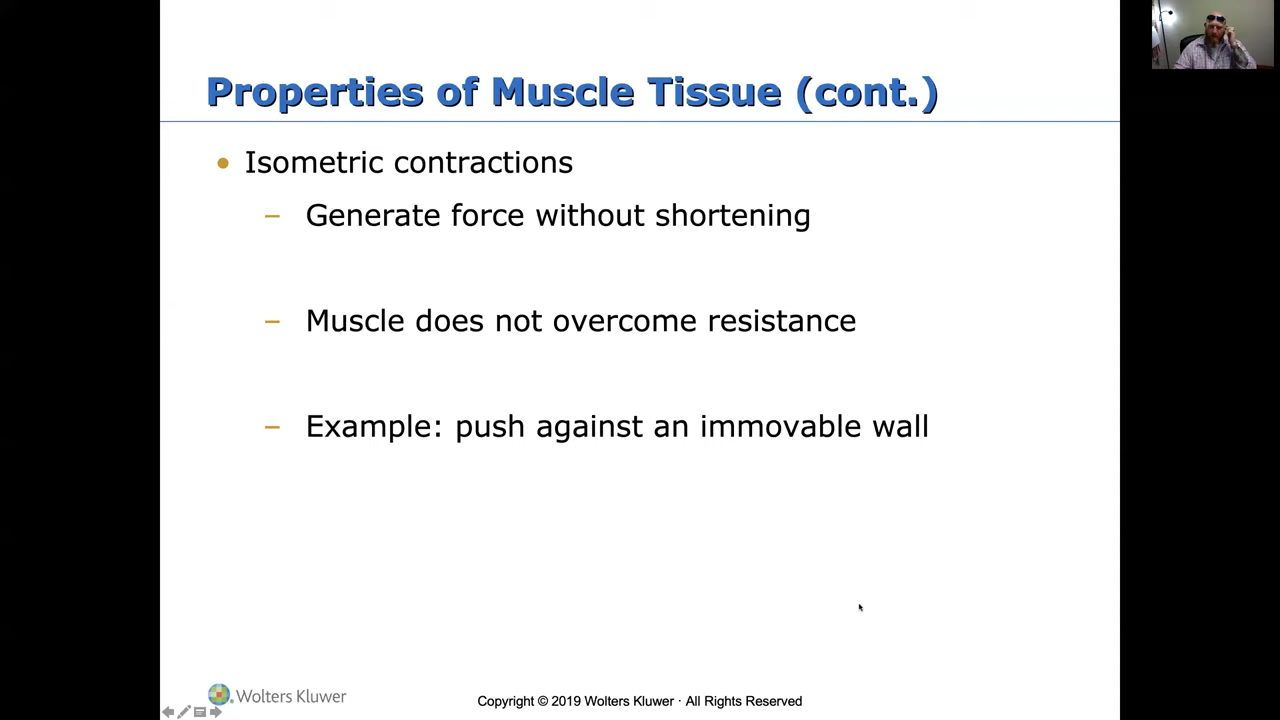 Properties of Muscle Tissue (cont.)
• Isometric contractions
– Generate force without shortening
– Muscle does not overcome resistance
– Example: push against an immovable wall
Wolters Kluwer
Copyright © 2019 Wolters Kluwer · All Rights Reserved